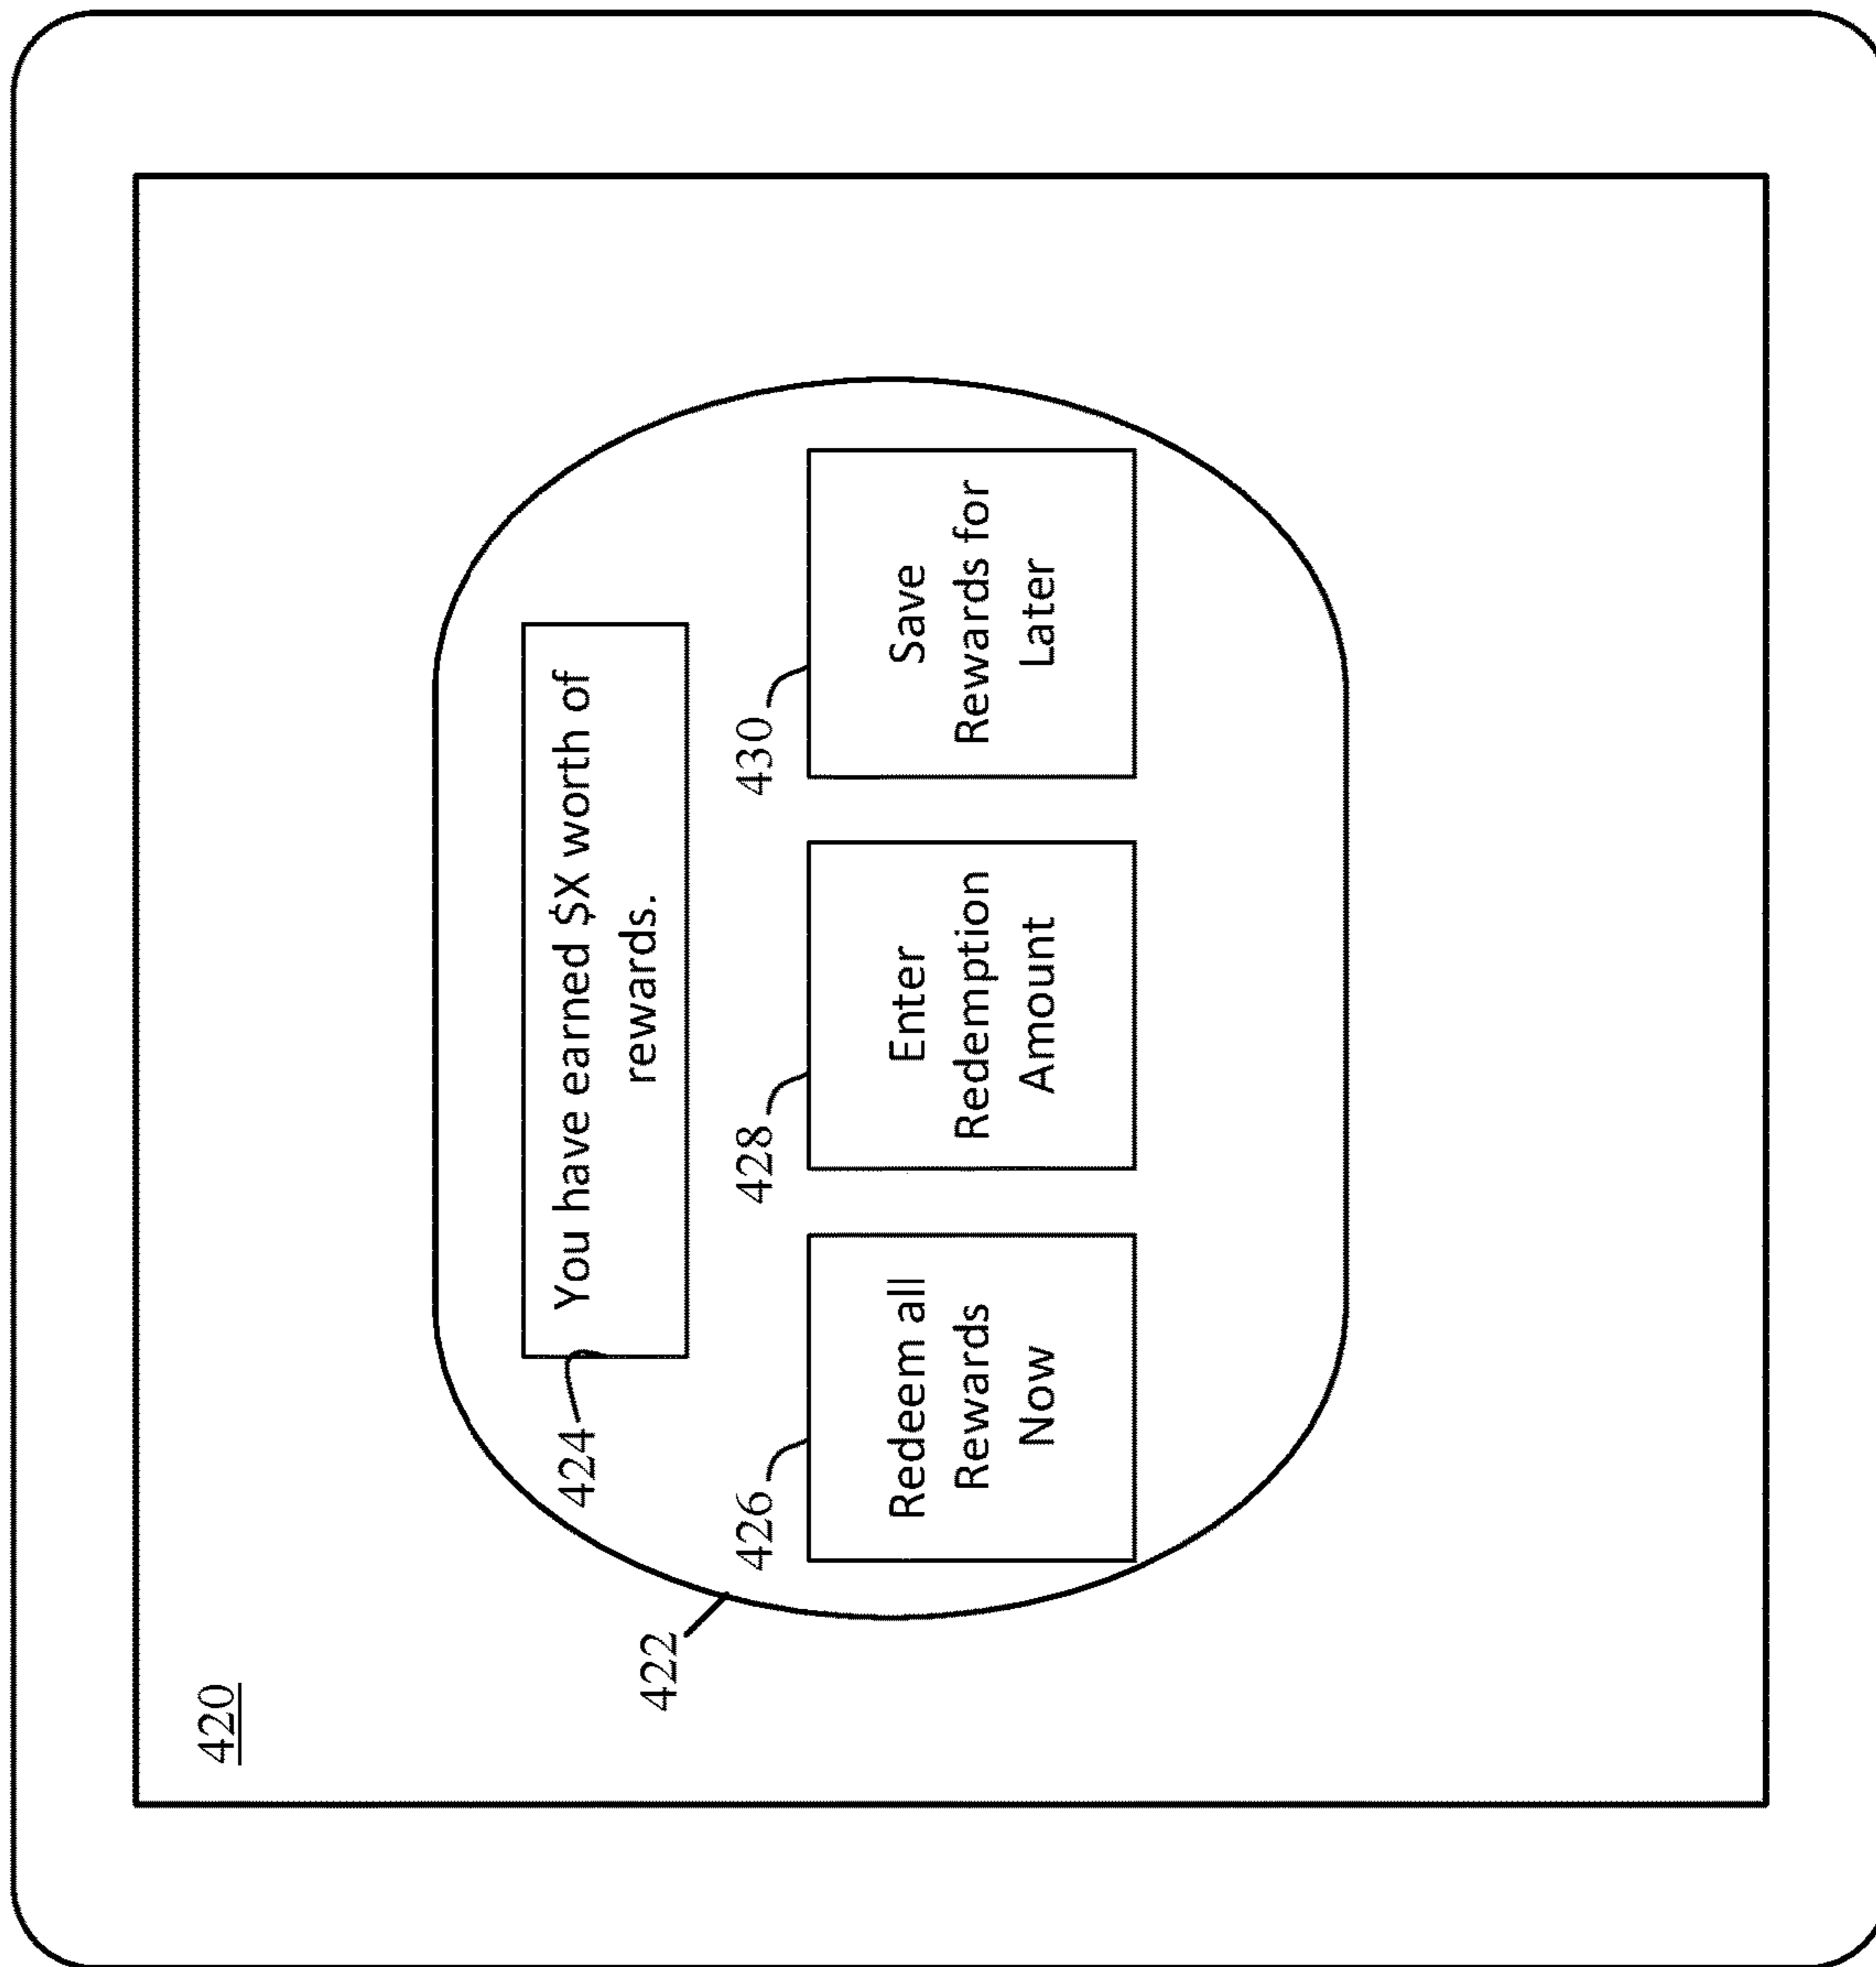 420
422
424
You have earned $X worth of
rewards.
426
Redeem all
Rewards
Now
428
Enter
Redemption
Amount
430
Save
Rewards for
Later